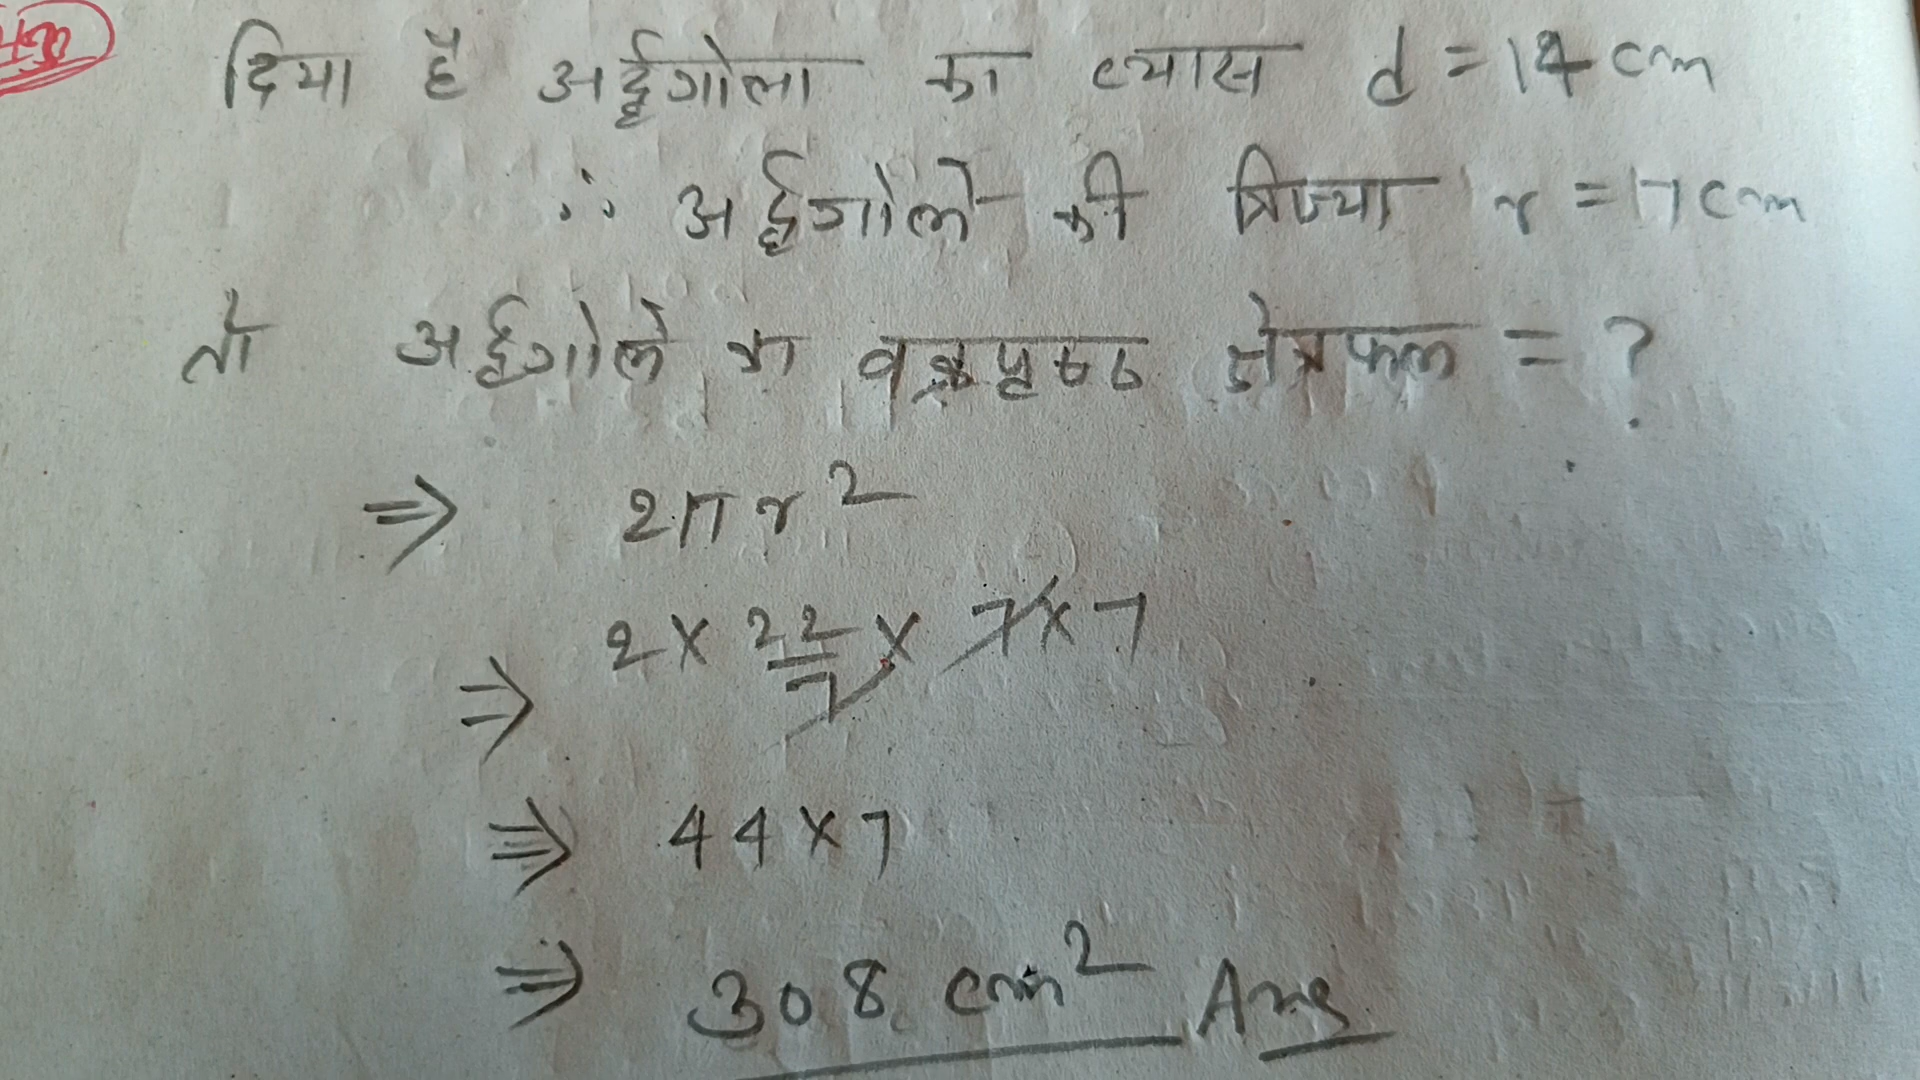 दिया है अर्द्धगोला का व्यास d = 14 cm
∴ अर्द्धगोले की त्रिज्या r = 7 cm
तो अर्द्धगोले का वक्रपृष्ठ क्षेत्रफल = ?
⇒ 2πr²
⇒ 2 × 22/7 × 7 × 7
⇒ 44 × 7
⇒ 308 cm² Ans